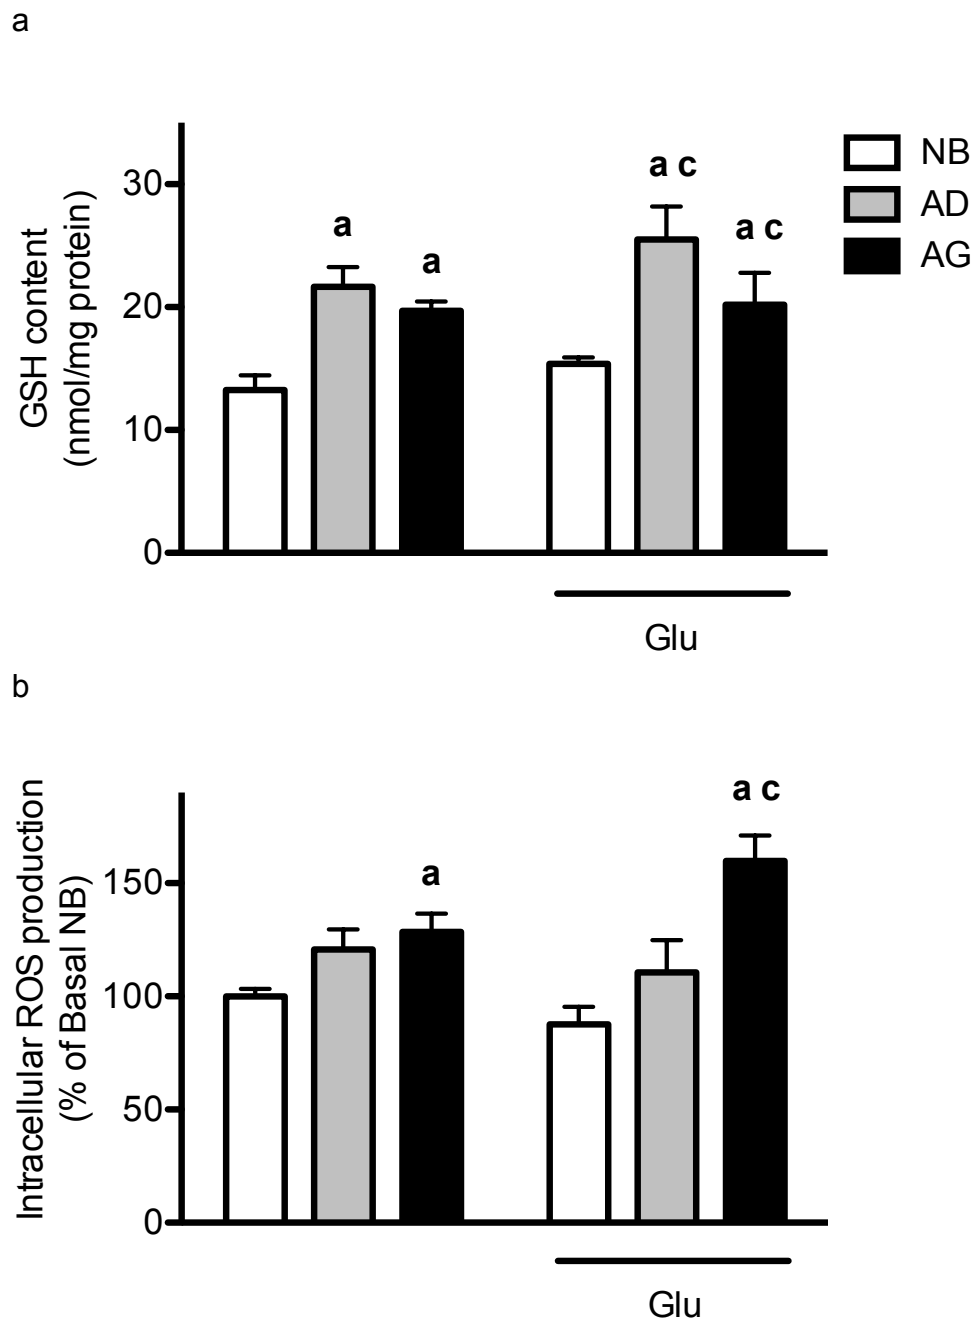 a
GSH content
(nmol/mg protein)
30
20
10
0
a
a
a c
a c
NB
AD
AG
Glu
b
Intracellular ROS production
(% of Basal NB)
150
100
50
0
a
a c
Glu